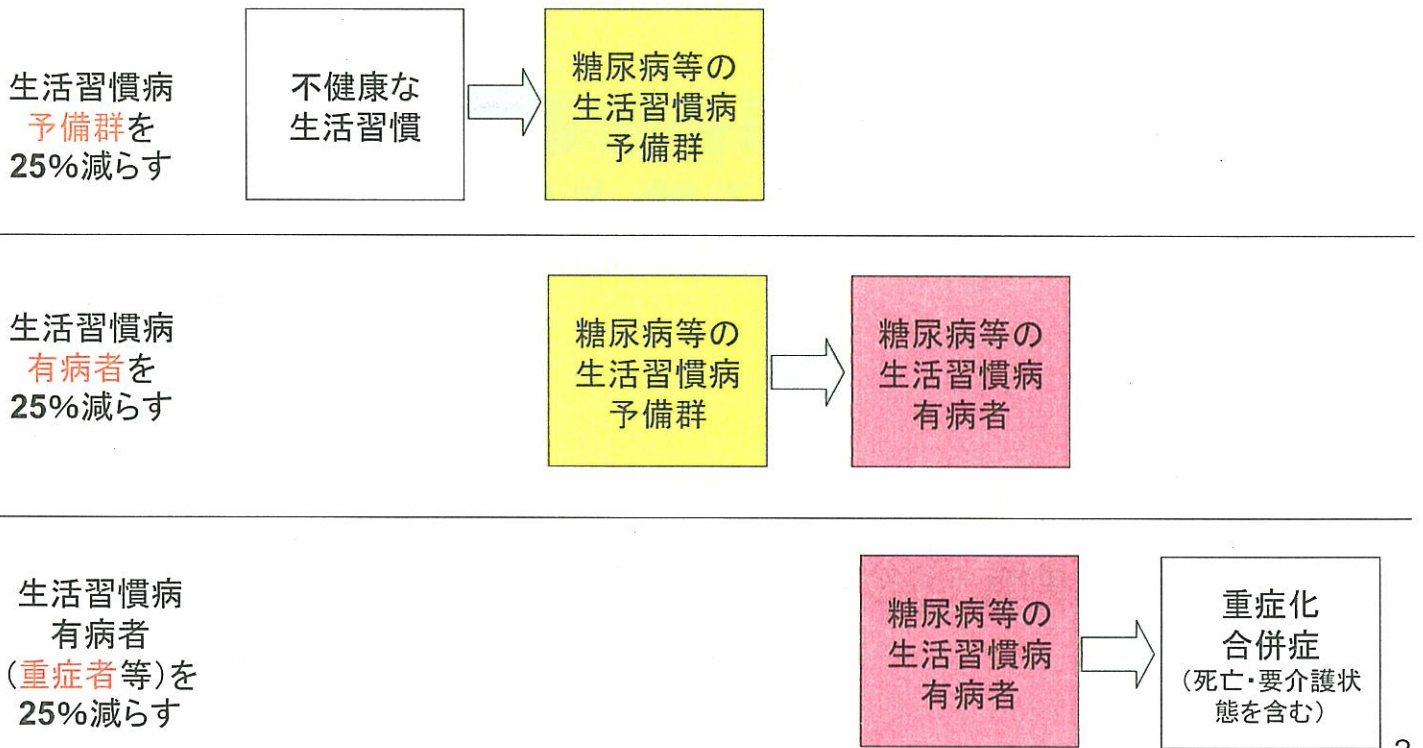 生活習慣病
予備群を
25%減らす
不健康な
生活習慣
糖尿病等の
生活習慣病
予備群
生活習慣病
有病者を
25%減らす
糖尿病等の
生活習慣病
予備群
糖尿病等の
生活習慣病
有病者
生活習慣病
有病者
(重症者等)を
25%減らす
糖尿病等の
生活習慣病
有病者
重症化
合併症
(死亡・要介護状
態を含む)